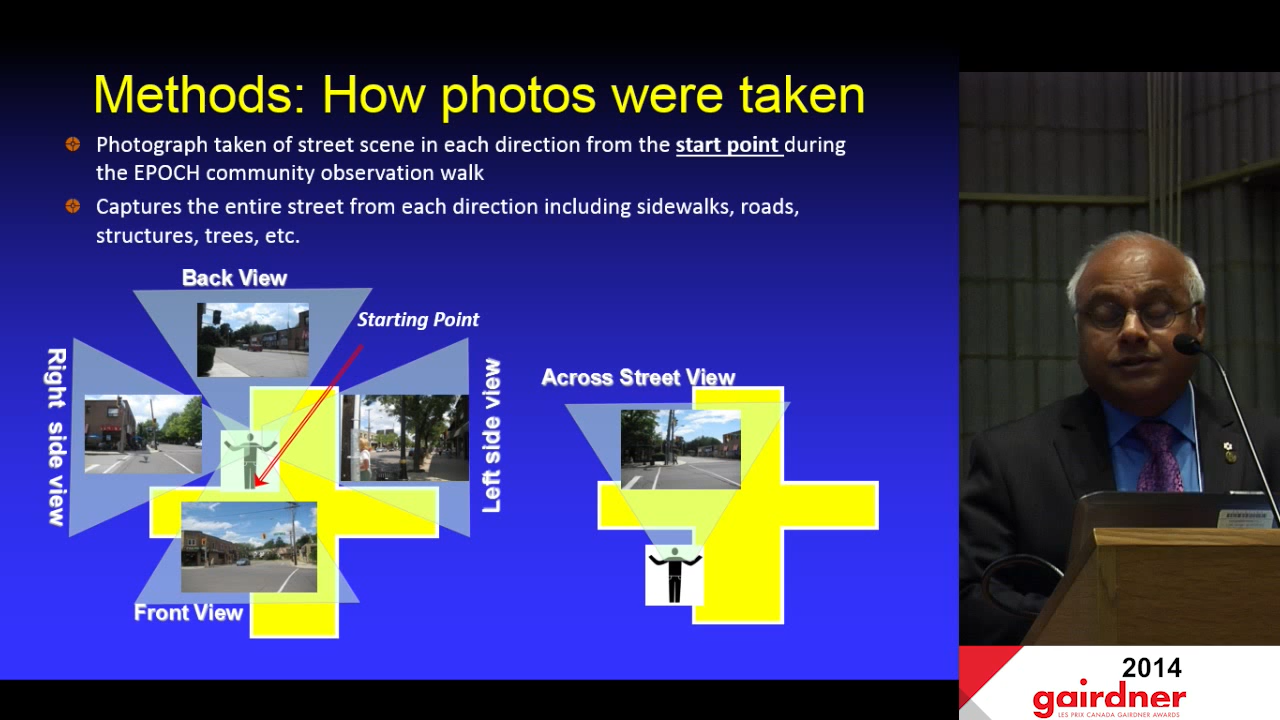 Methods: How photos were taken
Photograph taken of street scene in each direction from the start point during
the EPOCH community observation walk
Captures the entire street from each direction including sidewalks, roads,
structures, trees, etc.
Back View
Starting Point
Right side view
Left side view
Front View
Across Street View
2014
gairdner
LES PRIX CANADA GAIRDNER AWARDS